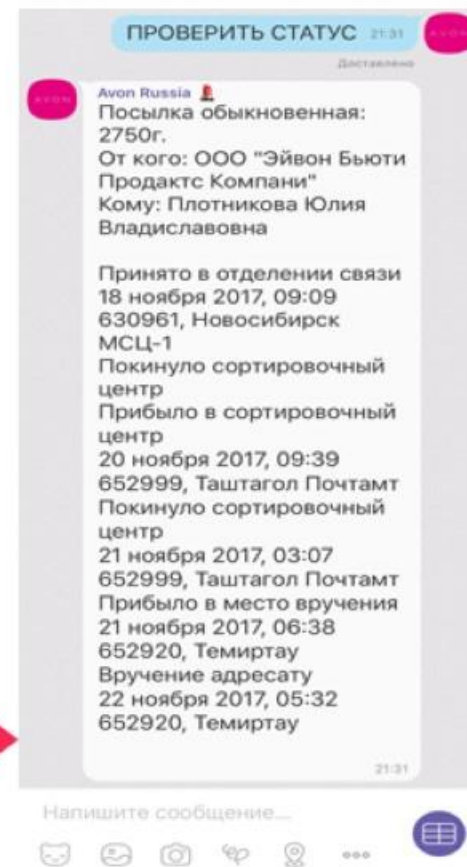 ПРОВЕРИТЬ СТАТУС 21:31
AVON
Доставлено
AVON
Avon Russia
Посылка обыкновенная:
2750г.
От кого: ООО "Эйвон Бьюти
Продактс Компани"
Кому: Плотникова Юлия
Владиславовна
Принято в отделении связи
18 ноября 2017, 09:09
630961, Новосибирск
МСЦ-1
Покинуло сортировочный
центр
Прибыло в сортировочный
центр
20 ноября 2017, 09:39
652999, Таштагол Почтамт
Покинуло сортировочный
центр
21 ноября 2017, 03:07
652999, Таштагол Почтамт
Прибыло в место вручения
21 ноября 2017, 06:38
652920, Темиртау
Вручение адресату
22 ноября 2017, 05:32
652920, Темиртау
21:31
Напишите сообщение...